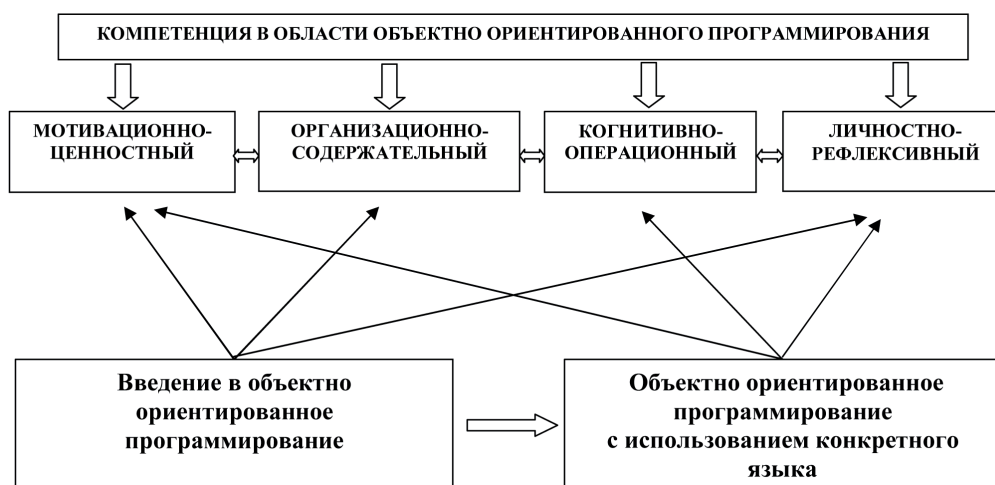 КОМПЕТЕНЦИЯ В ОБЛАСТИ ОБЪЕКТНО ОРИЕНТИРОВАННОГО ПРОГРАММИРОВАНИЯ
МОТИВАЦИОННО-
ЦЕННОСТНЫЙ
ОРГАНИЗАЦИОННО-
СОДЕРЖАТЕЛЬНЫЙ
КОГНИТИВНО-
ОПЕРАЦИОННЫЙ
ЛИЧНОСТНО-
РЕФЛЕКСИВНЫЙ
Введение в объектно
ориентированное
программирование
Объектно ориентированное
программирование
с использованием конкретного
языка